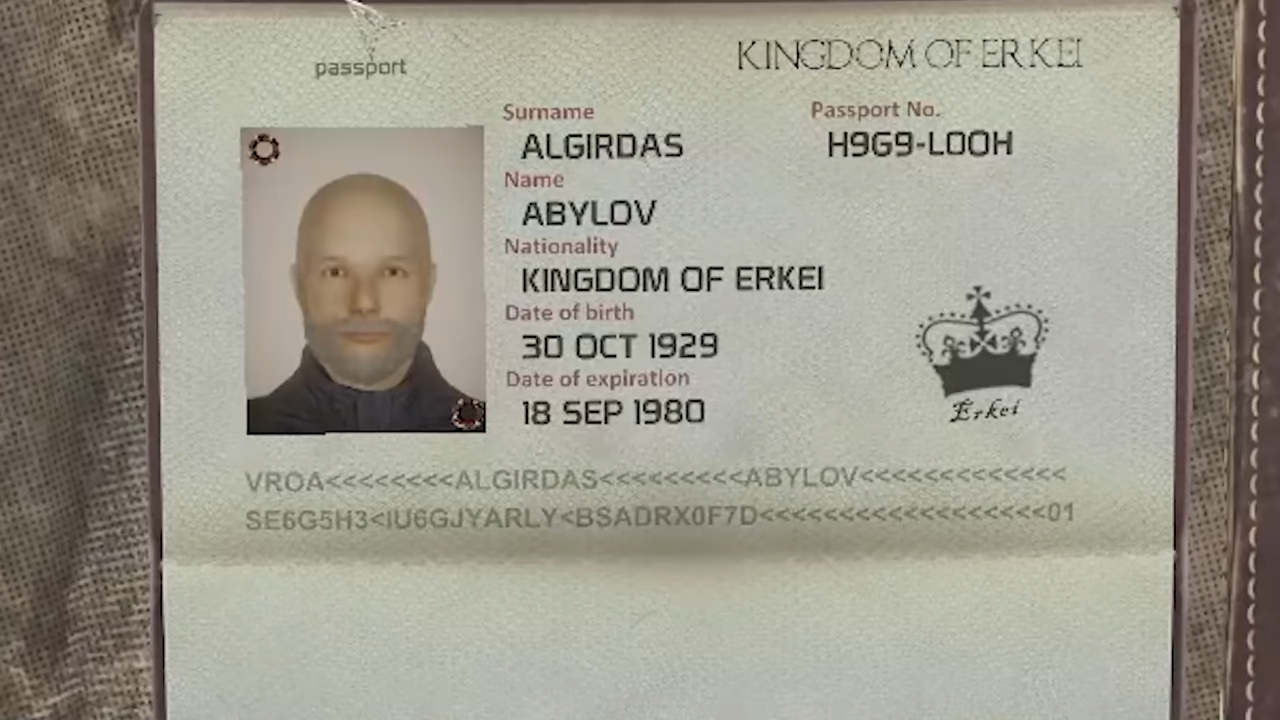 passport
KINGDOM OF ERKEI
Surname
ALGIRDAS
Passport No.
H9G9-LOOH
Name
ABYLOV
Nationality
KINGDOM OF ERKEI
Date of birth
30 OCT 1929
Date of expiration
18 SEP 1980
Erkei
VROA<<<<<<<<ALGIRDAS<<<<<<<<<ABYLOV<<<<<<<<<<<<<
SE6G5H3<IU6GJYARLY<BSADRX0F7D<<<<<<<<<<<<<<<<<<01